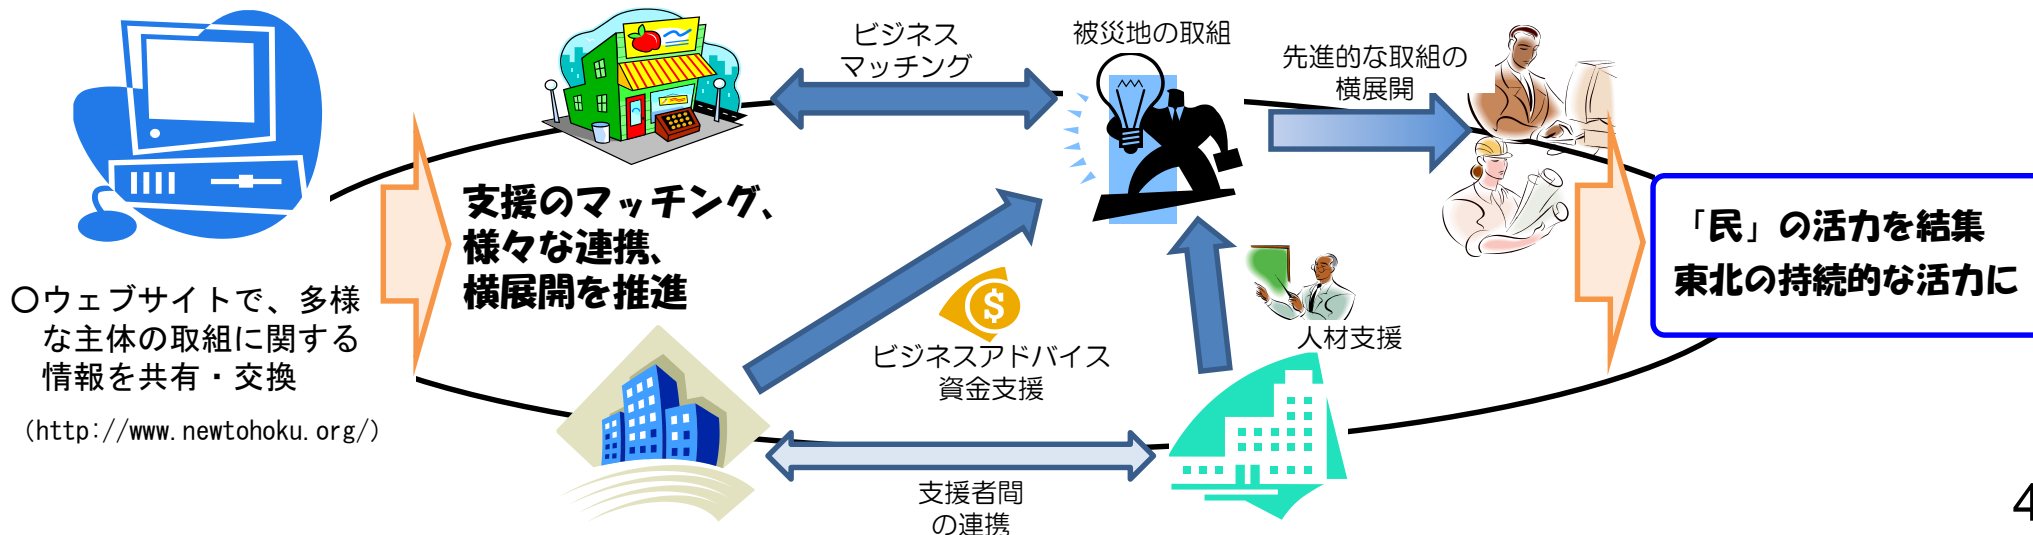 〇ウェブサイトで、多様
な主体の取組に関する
情報を共有・交換
（http://www.newtohoku.org/）
支援のマッチング、
様々な連携、
横展開を推進
ビジネス
マッチング
被災地の取組
先進的な取組の
横展開
ビジネスアドバイス
資金支援
人材支援
支援者間
の連携
「民」の活力を結集
東北の持続的な活力に
4